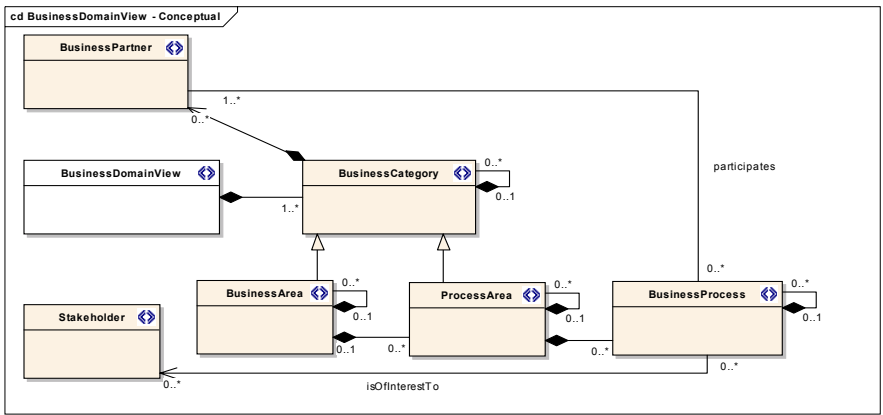 cd BusinessDomainView - Conceptual
BusinessPartner
1..*
0..*
participates
BusinessDomainView
BusinessCategory
0..*
0..1
1..*
0..*
BusinessArea
0..*
0..1
ProcessArea
0..*
0..1
BusinessProcess
0..*
0..1
Stakeholder
0..1
0..*
0..*
0..*
0..*
isOfInterestTo